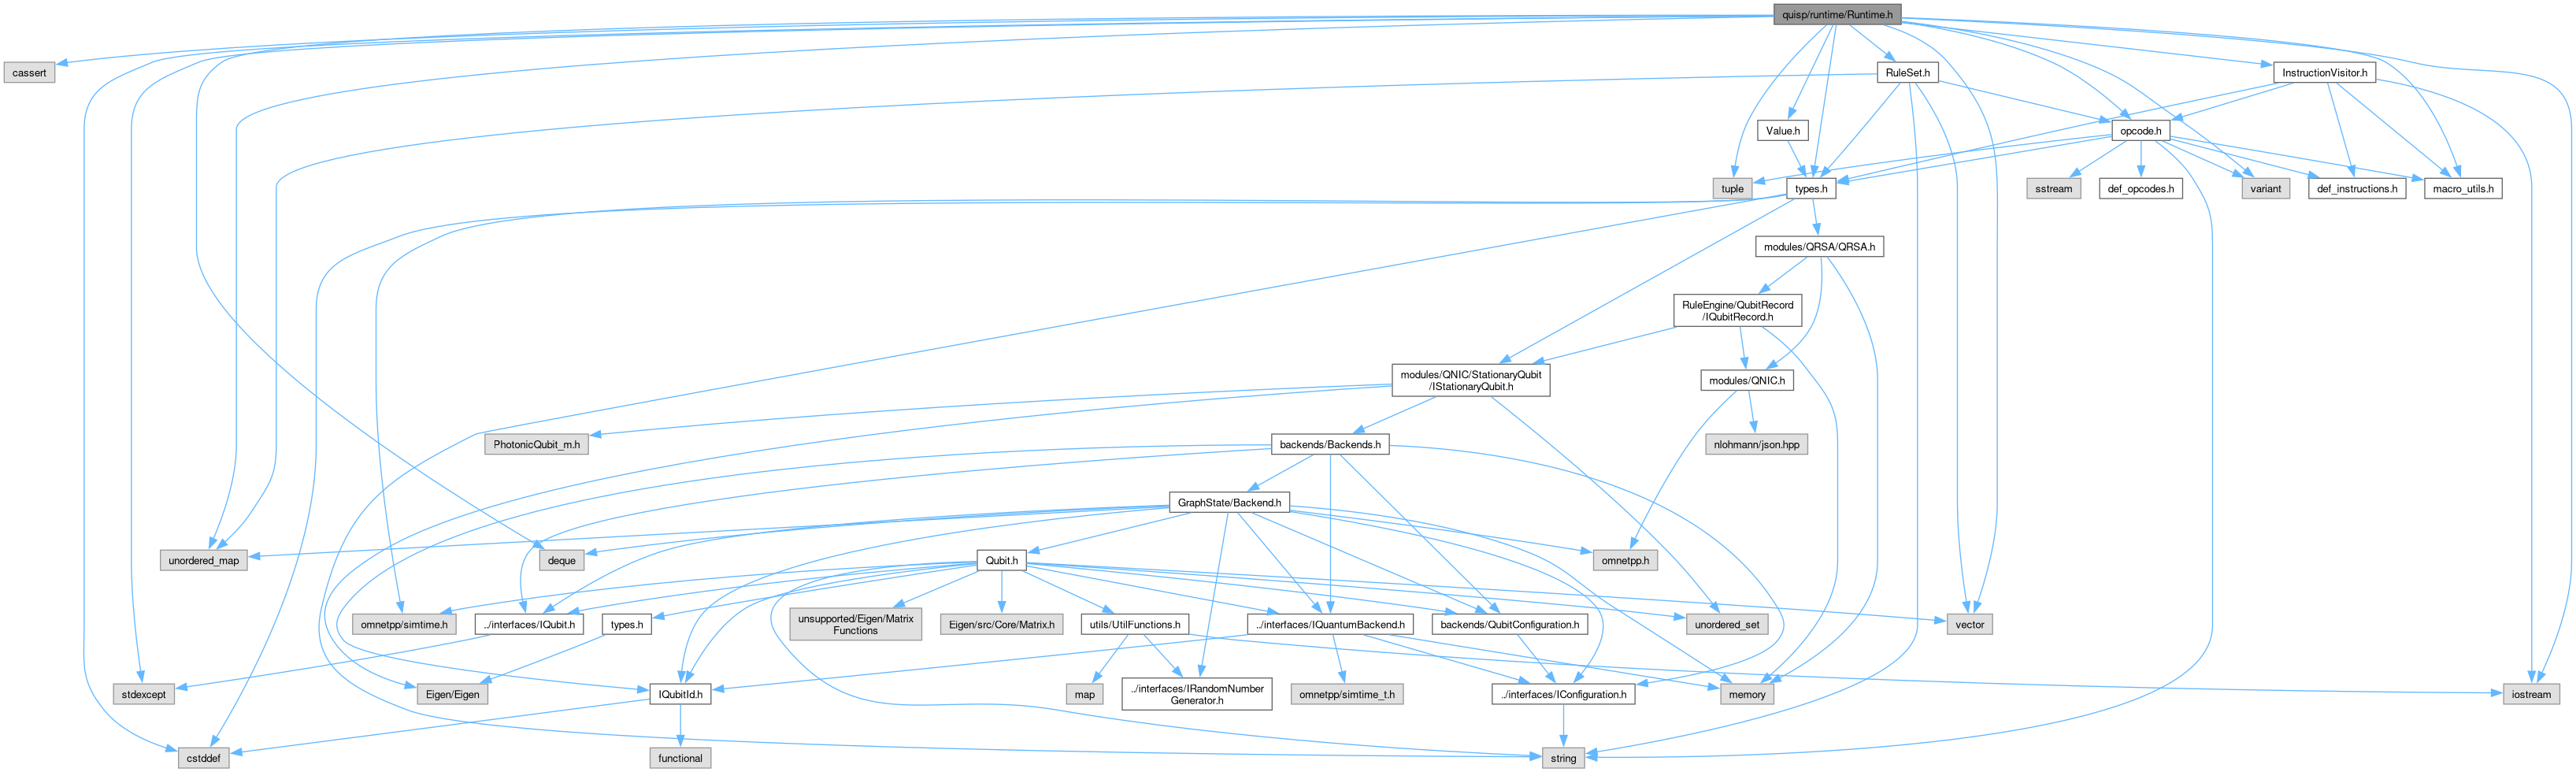 quisp/runtime/Runtime.h
cassert
RuleSet.h
InstructionVisitor.h
Value.h
opcode.h
tuple
types.h
sstream
def_opcodes.h
variant
def_instructions.h
macro_utils.h
modules/QRSA/QRSA.h
RuleEngine/QubitRecord
/IQubitRecord.h
modules/QNIC/StationaryQubit
/IStationaryQubit.h
modules/QNIC.h
PhotonicQubit_m.h
backends/Backends.h
nlohmann/json.hpp
GraphState/Backend.h
unordered_map
deque
Qubit.h
omnetpp.h
omnetpp/simtime.h
../interfaces/IQubit.h
types.h
unsupported/Eigen/Matrix
Functions
Eigen/src/Core/Matrix.h
utils/UtilFunctions.h
../interfaces/IQuantumBackend.h
backends/QubitConfiguration.h
unordered_set
vector
stdexcept
Eigen/Eigen
IQubitId.h
map
../interfaces/IRandomNumber
Generator.h
omnetpp/simtime_t.h
../interfaces/IConfiguration.h
memory
iostream
cstddef
functional
string